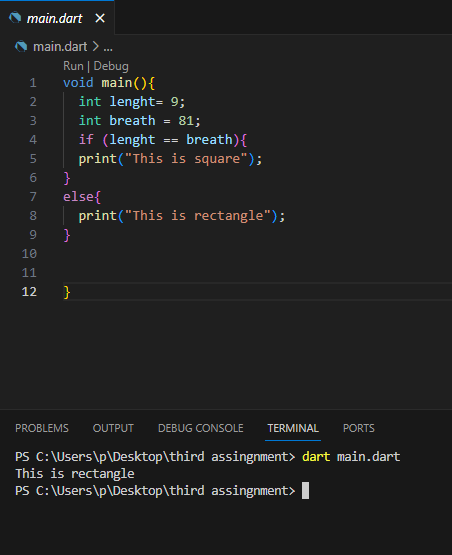 main.dart
main.dart > ...
Run | Debug
1 void main(){
2 int lenght= 9;
3 int breath = 81;
4 if (lenght == breath){
5 print("This is square");
6 }
7 else{
8 print("This is rectangle");
9 }
10
11
12 }
PROBLEMS OUTPUT DEBUG CONSOLE TERMINAL PORTS
PS C:\Users\p\Desktop\third assingnment> dart main.dart
This is rectangle
PS C:\Users\p\Desktop\third assingnment>